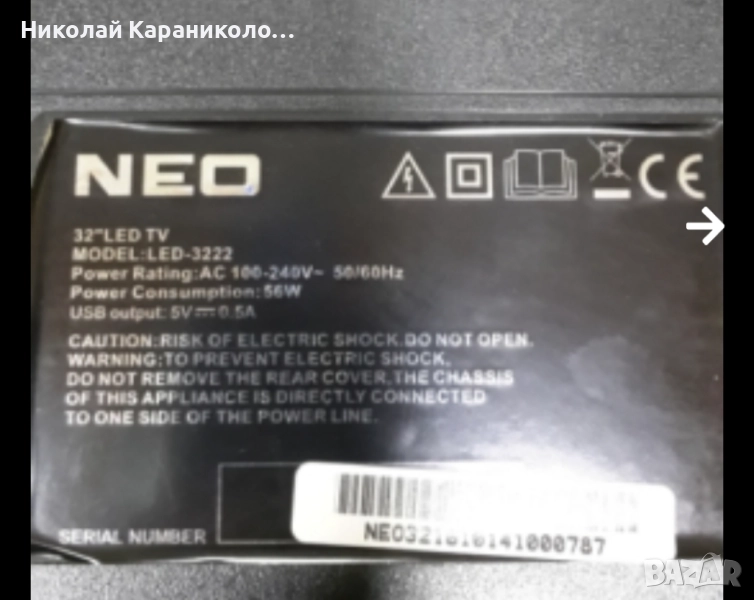 Николай Караниколо...
NEO
CE
32"LED TV
MODEL:LED-3222
Power Rating:AC 100-240V~ 50/60Hz
Power Consumption:56W
USB output: 5V⎓0.5A
CAUTION:RISK OF ELECTRIC SHOCK.DO NOT OPEN.
WARNING:TO PREVENT ELECTRIC SHOCK,
DO NOT REMOVE THE REAR COVER,THE CHASSIS
OF THIS APPLIANCE IS DIRECTLY CONNECTED
TO ONE SIDE OF THE POWER LINE.
SERIAL NUMBER
BAZAR